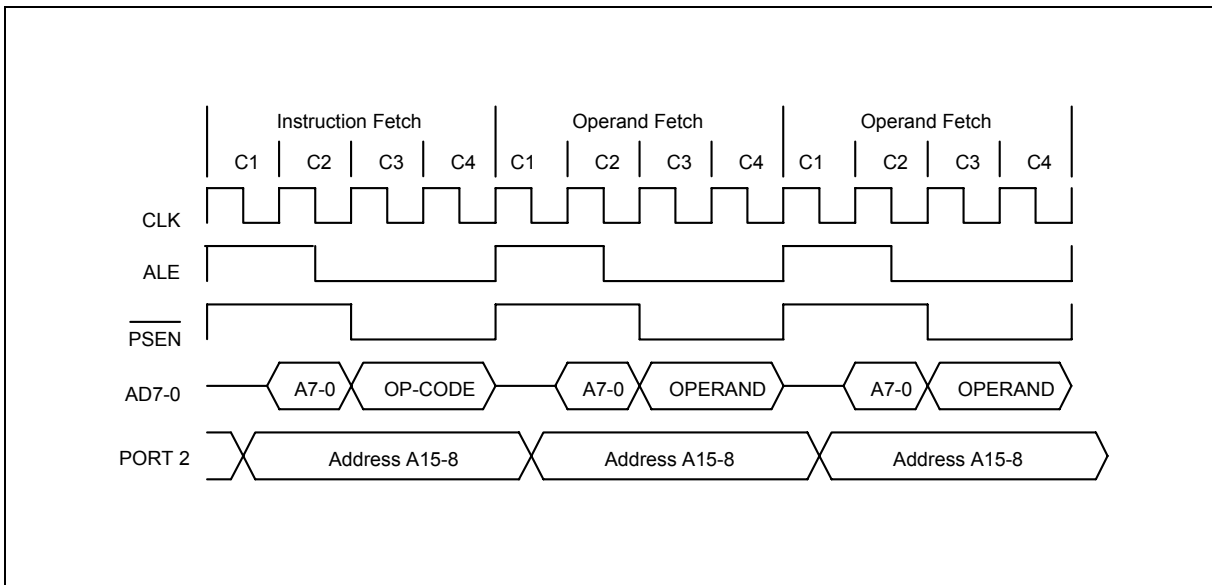 Instruction Fetch Operand Fetch Operand Fetch
C1 C2 C3 C4 C1 C2 C3 C4 C1 C2 C3 C4
CLK
ALE
PSEN
AD7-0 A7-0 OP-CODE A7-0 OPERAND A7-0 OPERAND
PORT 2 Address A15-8 Address A15-8 Address A15-8